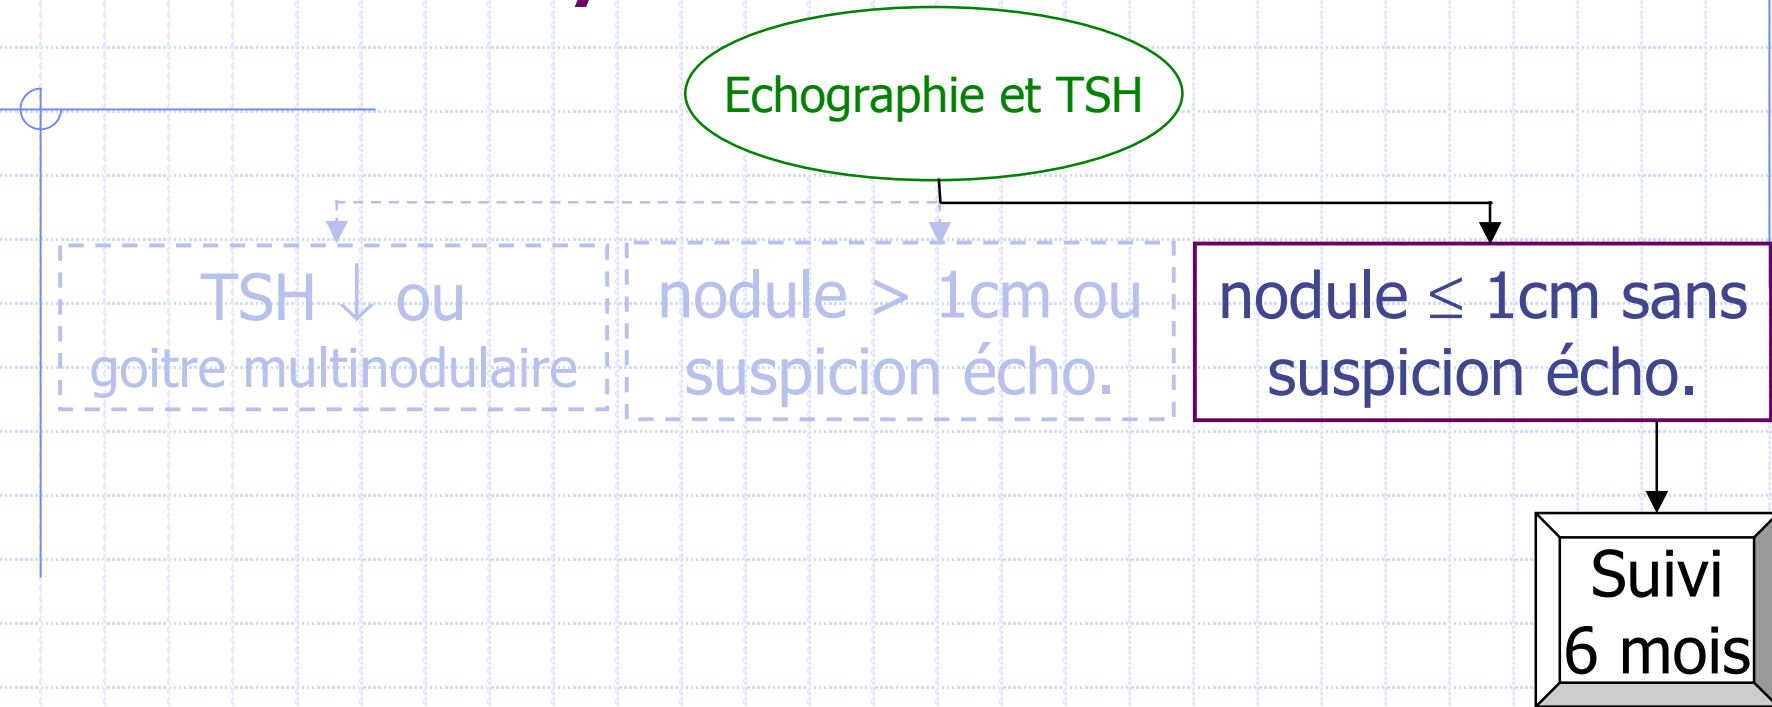 Echographie et TSH
TSH ↓ ou
goitre multinodulaire
nodule > 1cm ou
suspicion écho.
nodule ≤ 1cm sans
suspicion écho.
Suivi
6 mois